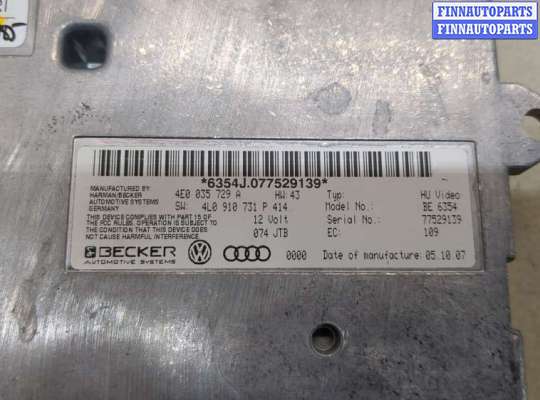 FINNAUTOPARTS
FINNAUTOPARTS
*6354J.077529139*
MANUFACTURED BY:
HARMAN/BECKER
AUTOMOTIVE SYSTEMS
GERMANY
THIS DEVICE COMPLIES WITH PART 15 OF
THE FCC RULES. OPERATION IS SUBJECT TO
THE CONDITION THAT THIS DEVICE DOES
NOT CAUSE HARMFUL INTERFERENCE
4E0 035 729 A HW 43 Typ: HU Video
SW: 4L0 910 731 P 414 Model No.: BE 6354
12 Volt Serial No.: 77529139
074 JTB EC: 109
BECKER
AUTOMOTIVE SYSTEMS
0000 Date of manufacture: 05.10.07